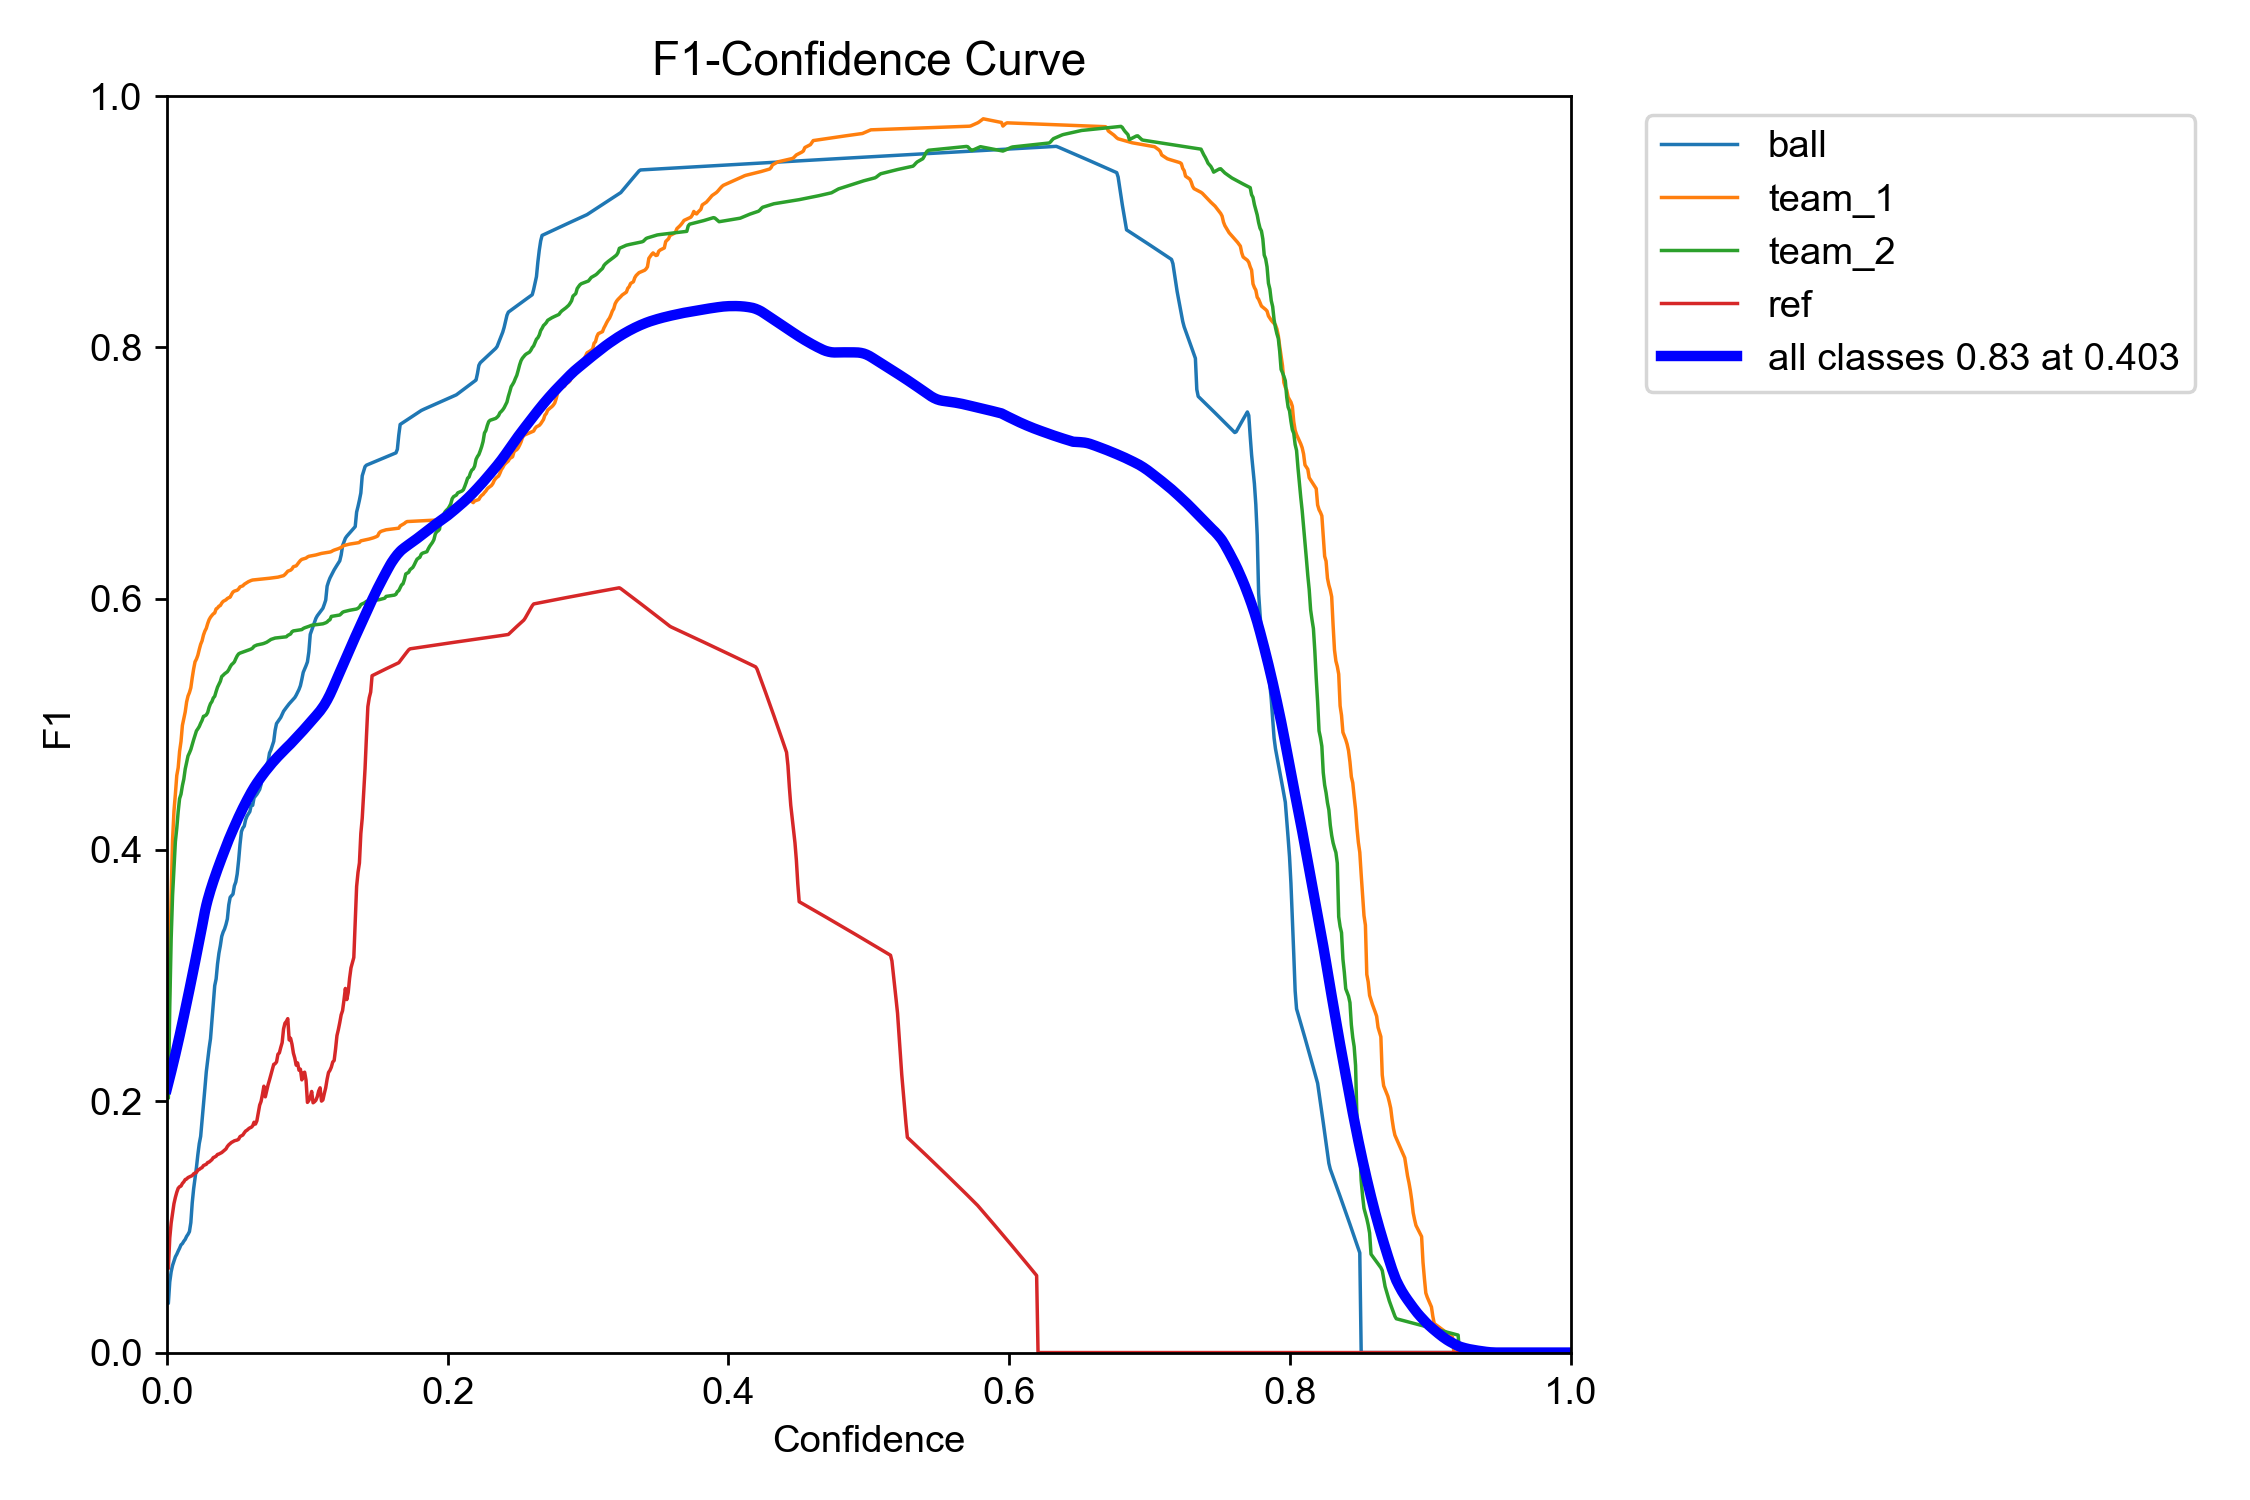 F1-Confidence Curve
1.0
0.8
0.6
0.4
0.2
0.0
F1
0.0 0.2 0.4 0.6 0.8 1.0
Confidence
ball
team_1
team_2
ref
all classes 0.83 at 0.403